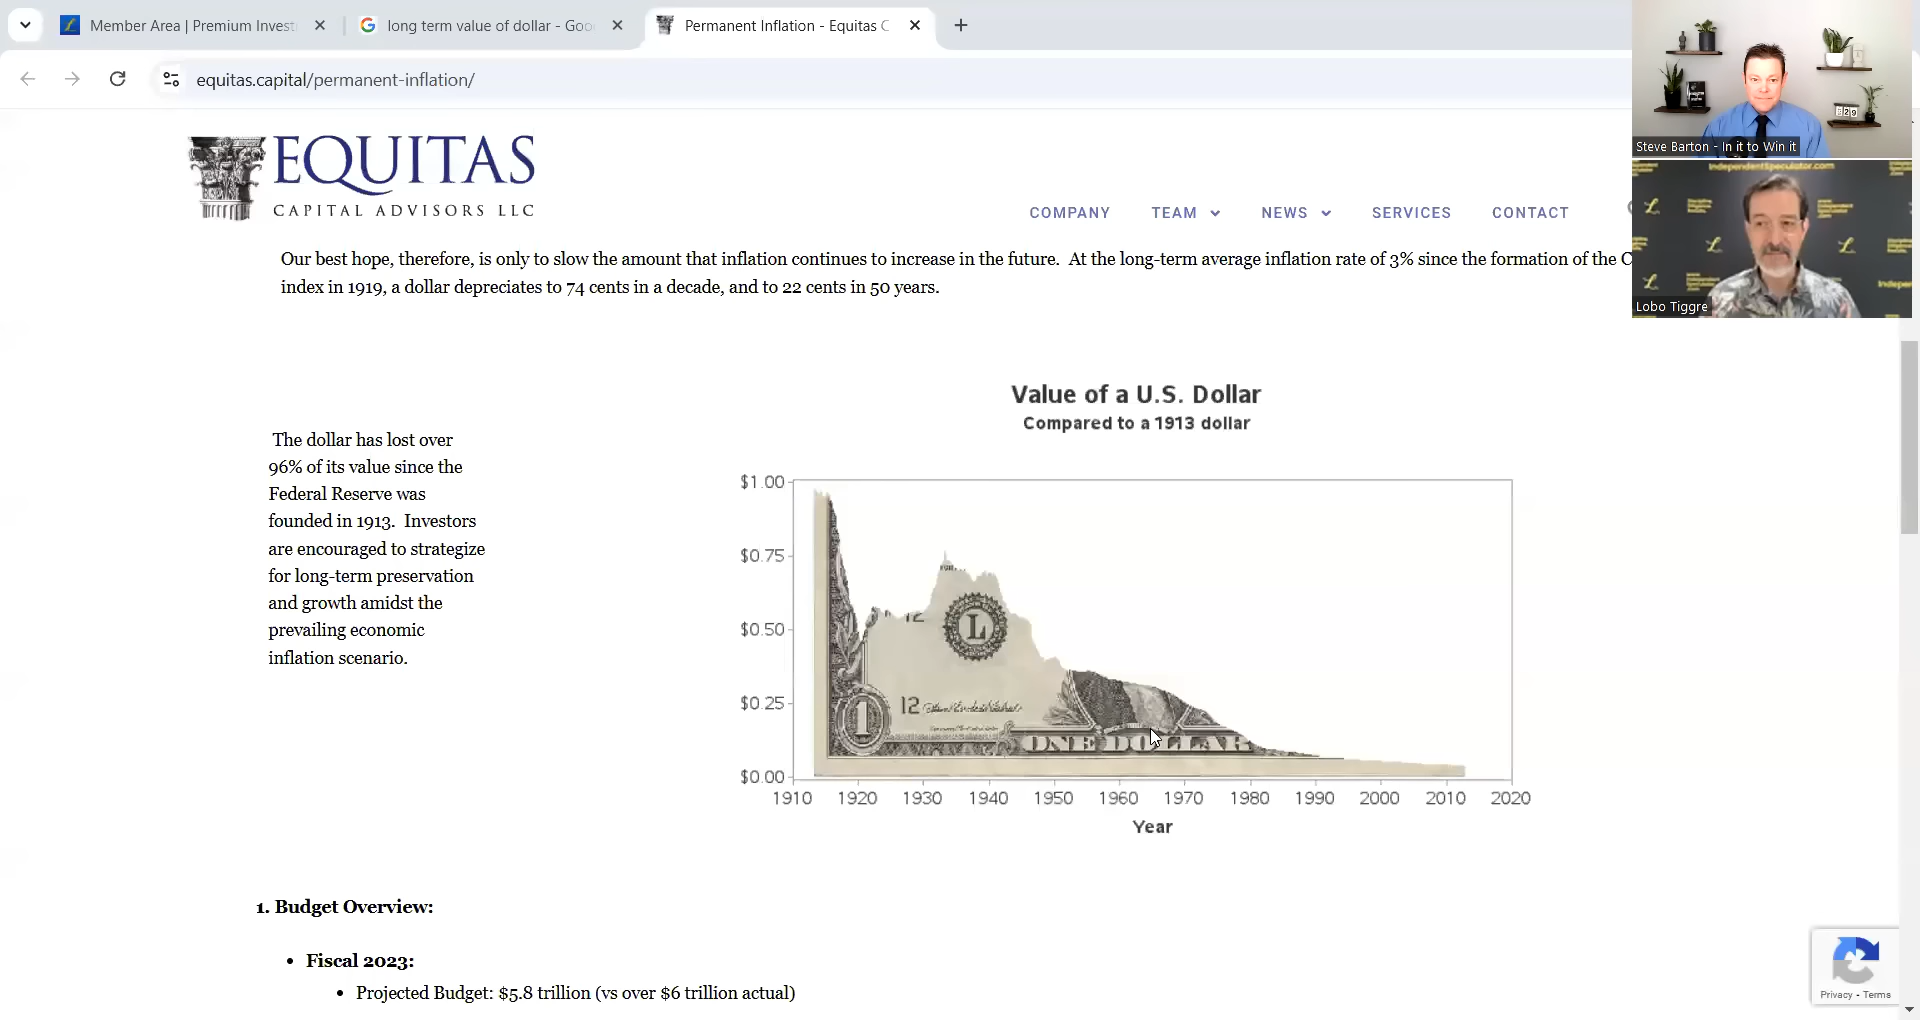 Member Area | Premium Invest
long term value of dollar - Goo
Permanent Inflation - Equitas C
equitas.capital/permanent-inflation/
EQUITAS
CAPITAL ADVISORS LLC
COMPANY
TEAM
NEWS
SERVICES
CONTACT
Steve Barton - In it to Win it
IndependentSpeculator.com
Lobo Tiggre
Our best hope, therefore, is only to slow the amount that inflation continues to increase in the future. At the long-term average inflation rate of 3% since the formation of the C
index in 1919, a dollar depreciates to 74 cents in a decade, and to 22 cents in 50 years.
The dollar has lost over
96% of its value since the
Federal Reserve was
founded in 1913. Investors
are encouraged to strategize
for long-term preservation
and growth amidst the
prevailing economic
inflation scenario.
Value of a U.S. Dollar
Compared to a 1913 dollar
$1.00
$0.75
$0.50
$0.25
$0.00
12
L
12
1
ONE DOLLAR
1910 1920 1930 1940 1950 1960 1970 1980 1990 2000 2010 2020
Year
1. Budget Overview:
• Fiscal 2023:
• Projected Budget: $5.8 trillion (vs over $6 trillion actual)
Privacy - Terms